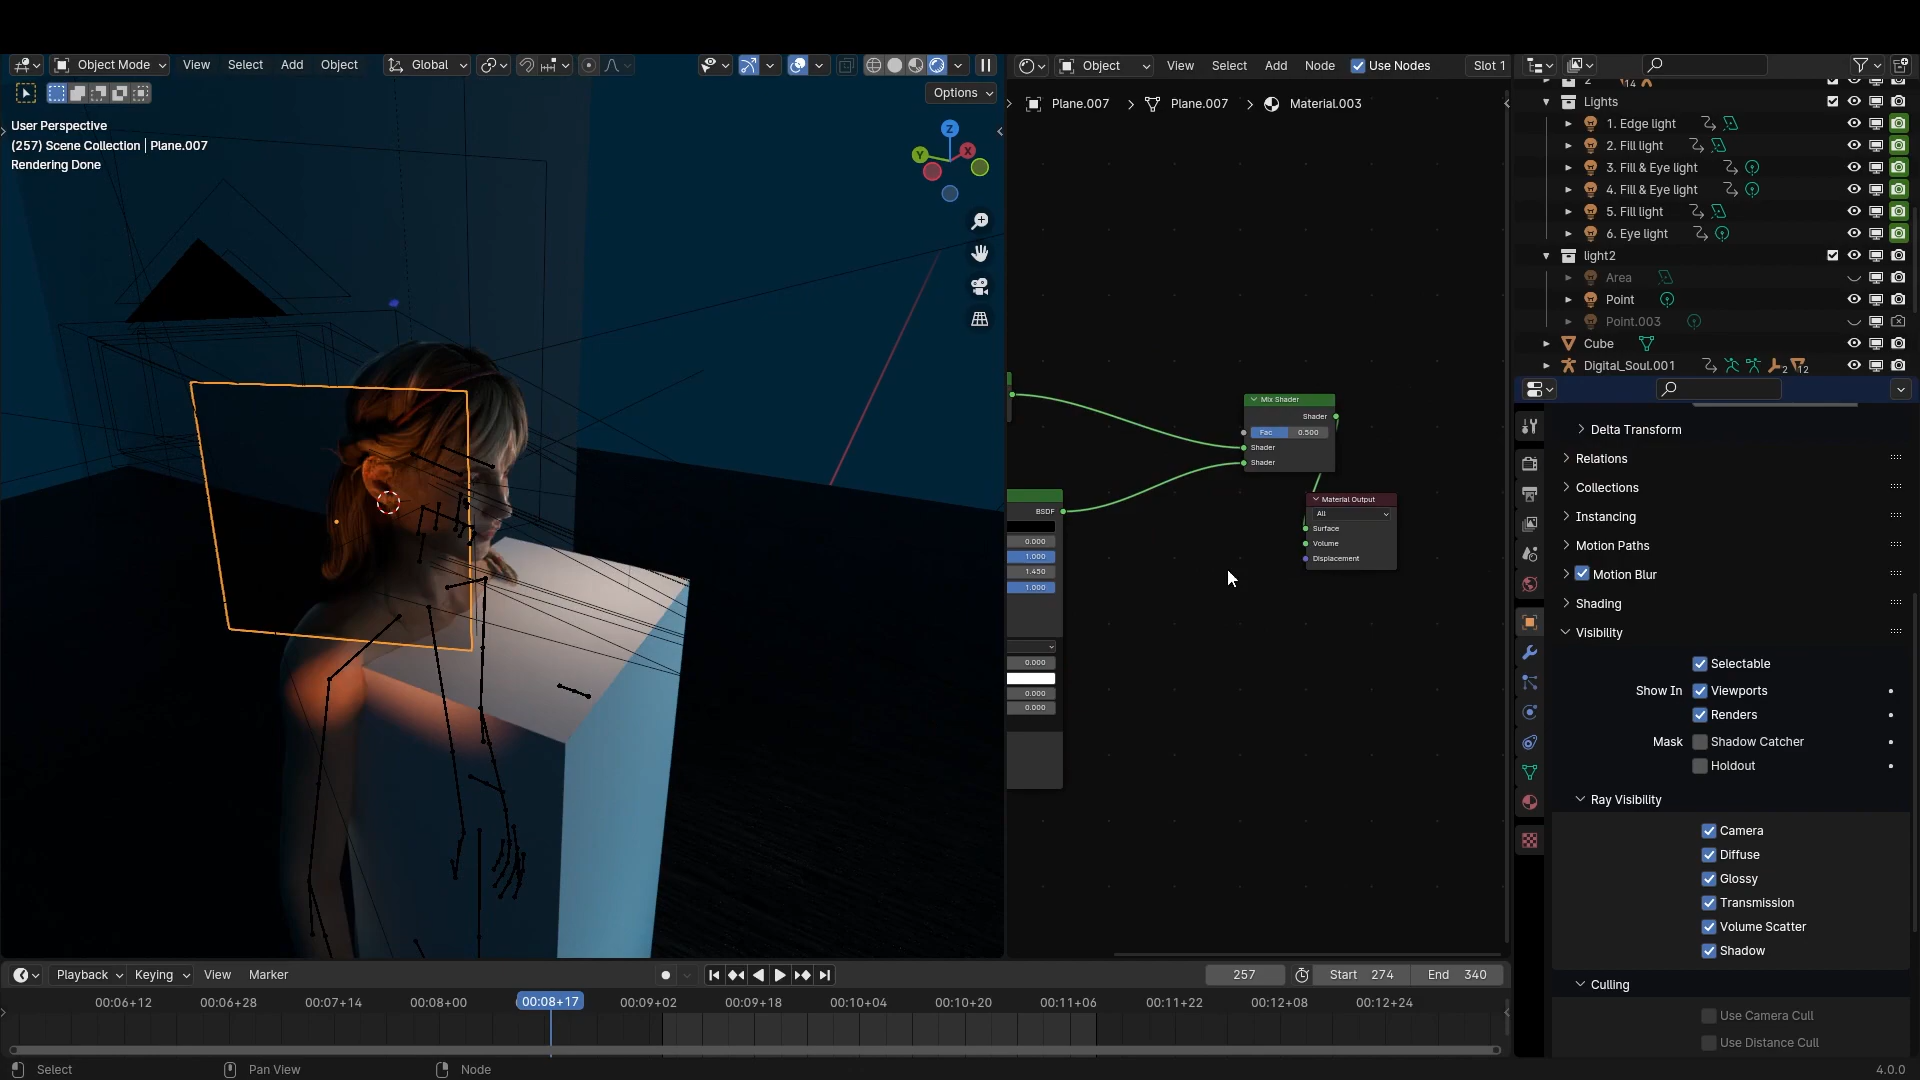 Object Mode View Select Add Object Global
Options
User Perspective
(257) Scene Collection | Plane.007
Rendering Done
Z
Y
X
Object View Select Add Node Use Nodes Slot 1
Plane.007 Plane.007 Material.003
Mix Shader
Shader
Fac 0.500
Shader
Shader
Material Output
All
Surface
Volume
Displacement
BSDF
0.000
1.000
1.450
1.000
0.000
0.000
0.000
2 14
Lights
1. Edge light
2. Fill light
3. Fill & Eye light
4. Fill & Eye light
5. Fill light
6. Eye light
light2
Area
Point
Point.003
Cube
Digital_Soul.001 2 12
Delta Transform
Relations
Collections
Instancing
Motion Paths
Motion Blur
Shading
Visibility
Selectable
Show In Viewports
Renders
Mask Shadow Catcher
Holdout
Ray Visibility
Camera
Diffuse
Glossy
Transmission
Volume Scatter
Shadow
Culling
Use Camera Cull
Use Distance Cull
Playback Keying View Marker 257 Start 274 End 340
00:06+12 00:06+28 00:07+14 00:08+00 00:08+17 00:09+02 00:09+18 00:10+04 00:10+20 00:11+06 00:11+22 00:12+08 00:12+24
Select Pan View Node 4.0.0